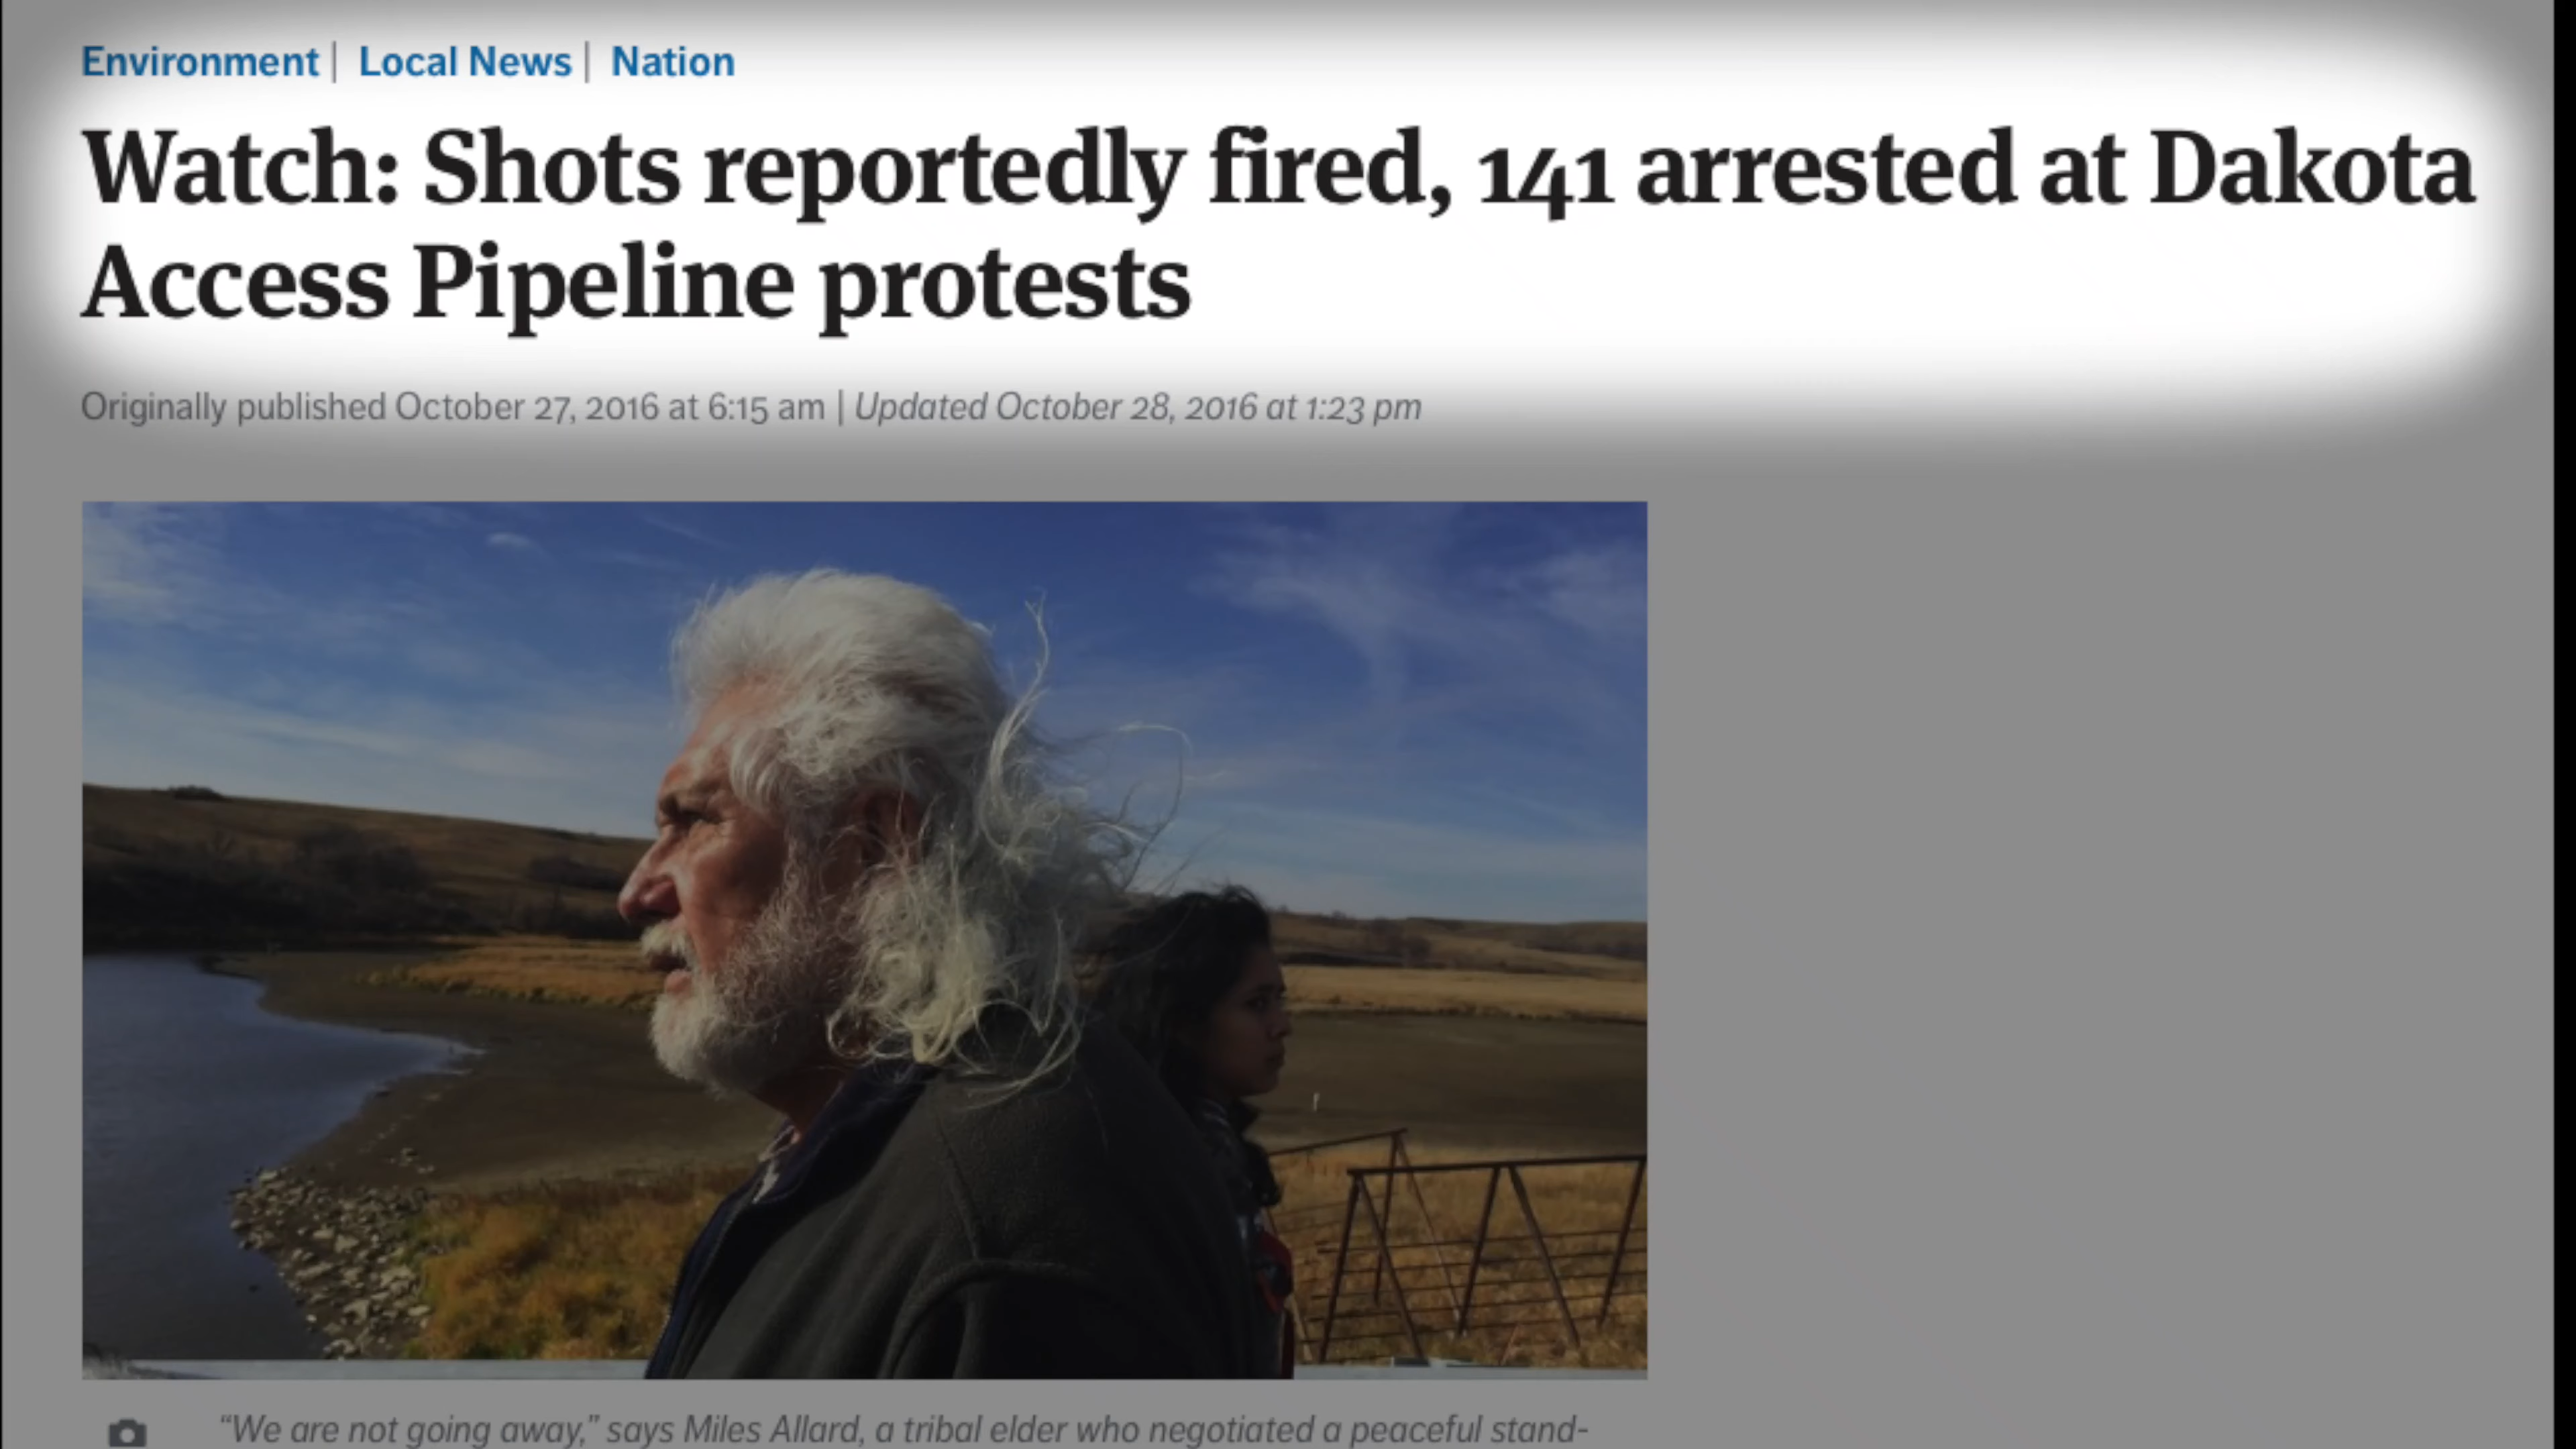 Environment | Local News | Nation
Watch: Shots reportedly fired, 141 arrested at Dakota
Access Pipeline protests
Originally published October 27, 2016 at 6:15 am | Updated October 28, 2016 at 1:23 pm
“We are not going away,” says Miles Allard, a tribal elder who negotiated a peaceful stand-